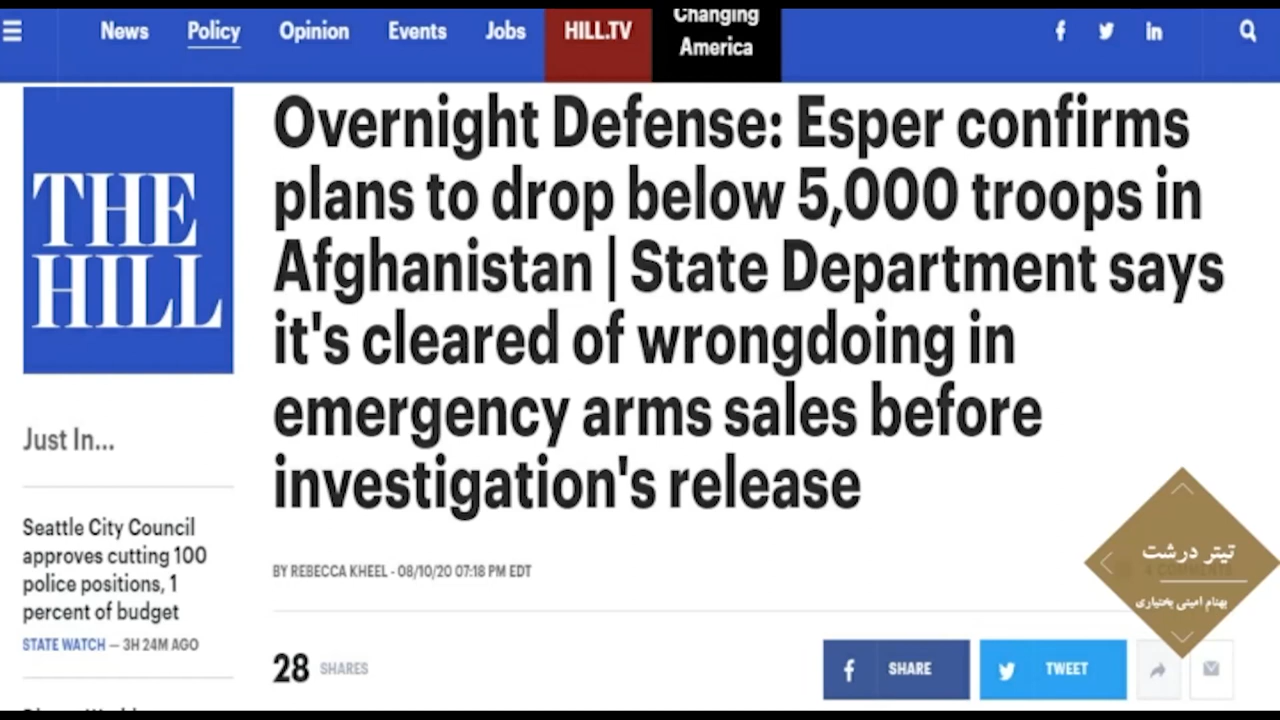 News Policy Opinion Events Jobs HILL.TV Changing
America
THE
HILL
Overnight Defense: Esper confirms
plans to drop below 5,000 troops in
Afghanistan | State Department says
it's cleared of wrongdoing in
emergency arms sales before
investigation's release
Just In...
Seattle City Council
approves cutting 100
police positions, 1
percent of budget
STATE WATCH — 3H 24M AGO
BY REBECCA KHEEL - 08/10/20 07:18 PM EDT
28 SHARES
SHARE
TWEET
تیتر درشت
بهنام امینی بختیاری